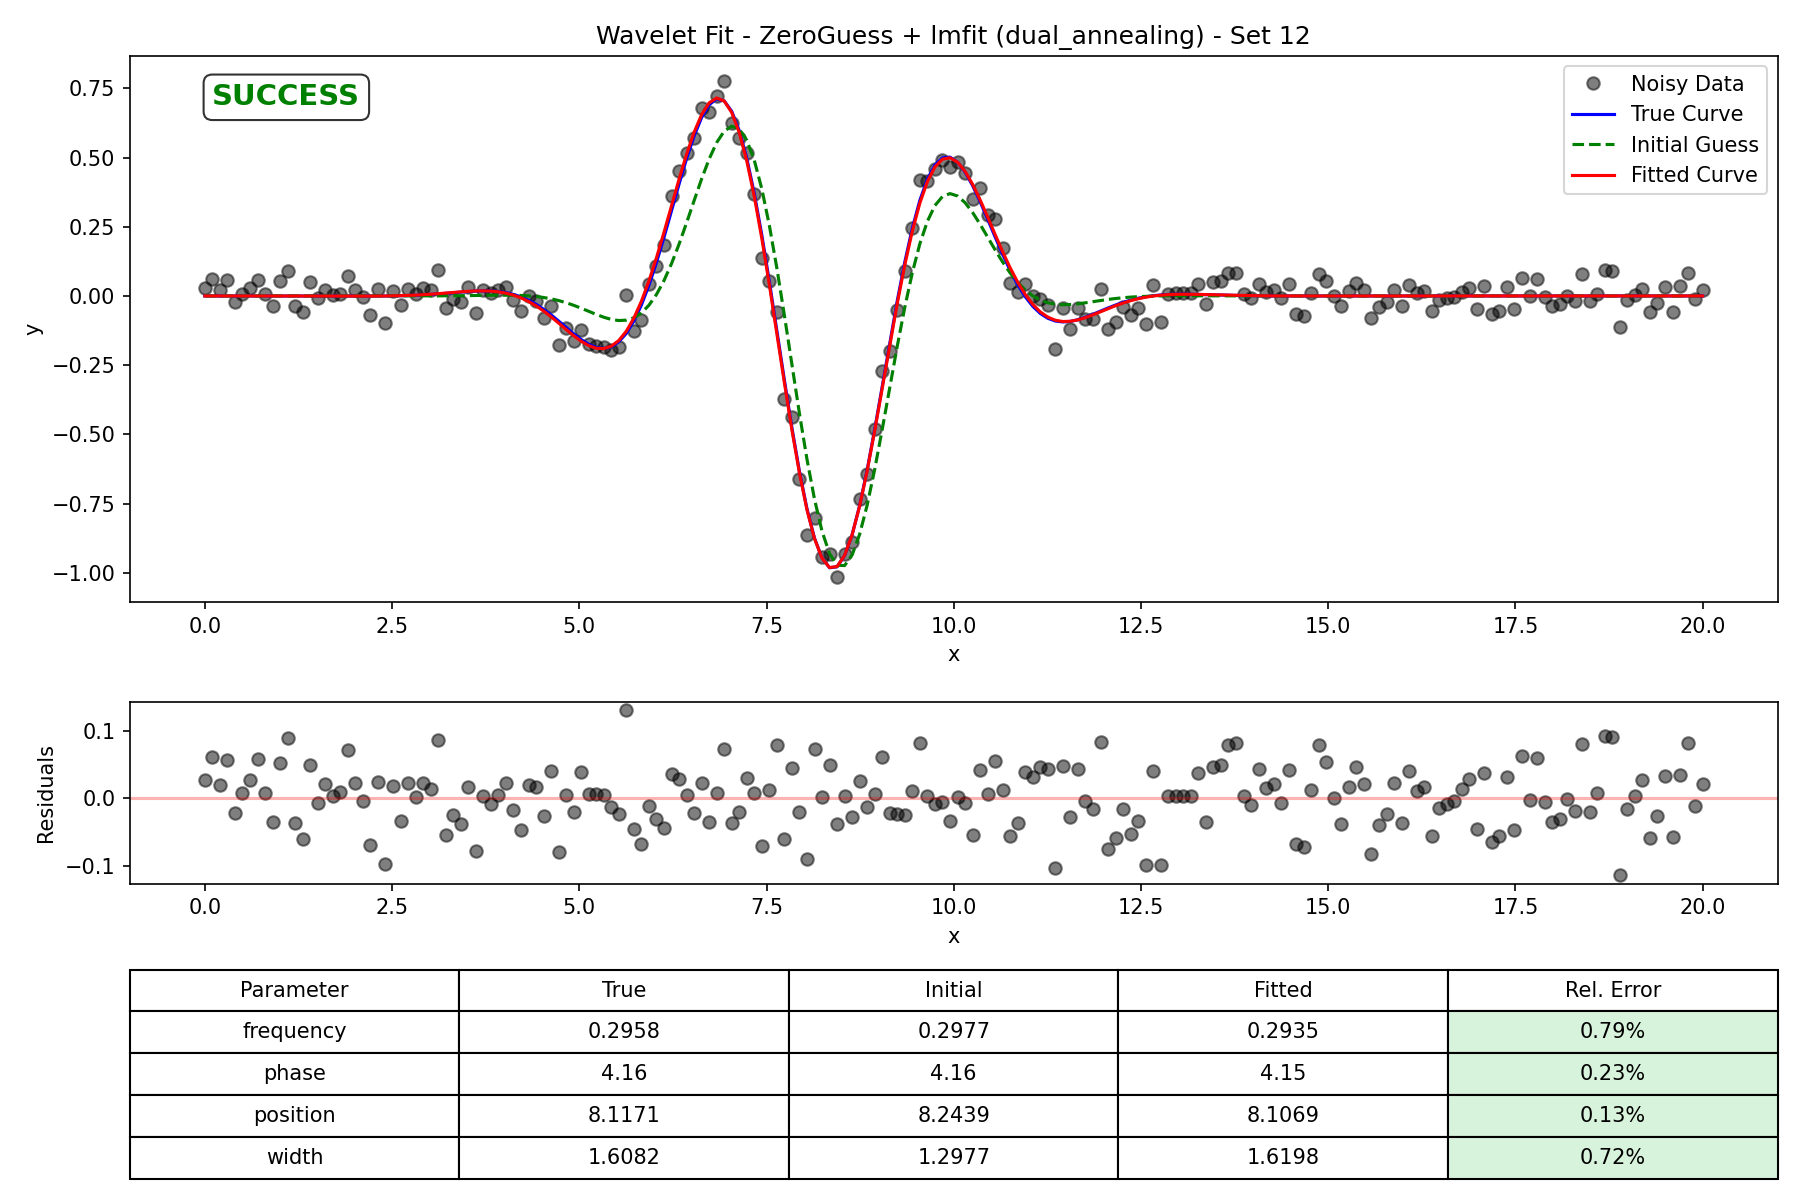 Wavelet Fit - ZeroGuess + lmfit (dual_annealing) - Set 12
SUCCESS
Noisy Data
True Curve
Initial Guess
Fitted Curve
0.75
0.50
0.25
0.00
−0.25
−0.50
−0.75
−1.00
y
0.0 2.5 5.0 7.5 10.0 12.5 15.0 17.5 20.0
x
0.1
0.0
−0.1
Residuals
0.0 2.5 5.0 7.5 10.0 12.5 15.0 17.5 20.0
x
Parameter True Initial Fitted Rel. Error
frequency 0.2958 0.2977 0.2935 0.79%
phase 4.16 4.16 4.15 0.23%
position 8.1171 8.2439 8.1069 0.13%
width 1.6082 1.2977 1.6198 0.72%